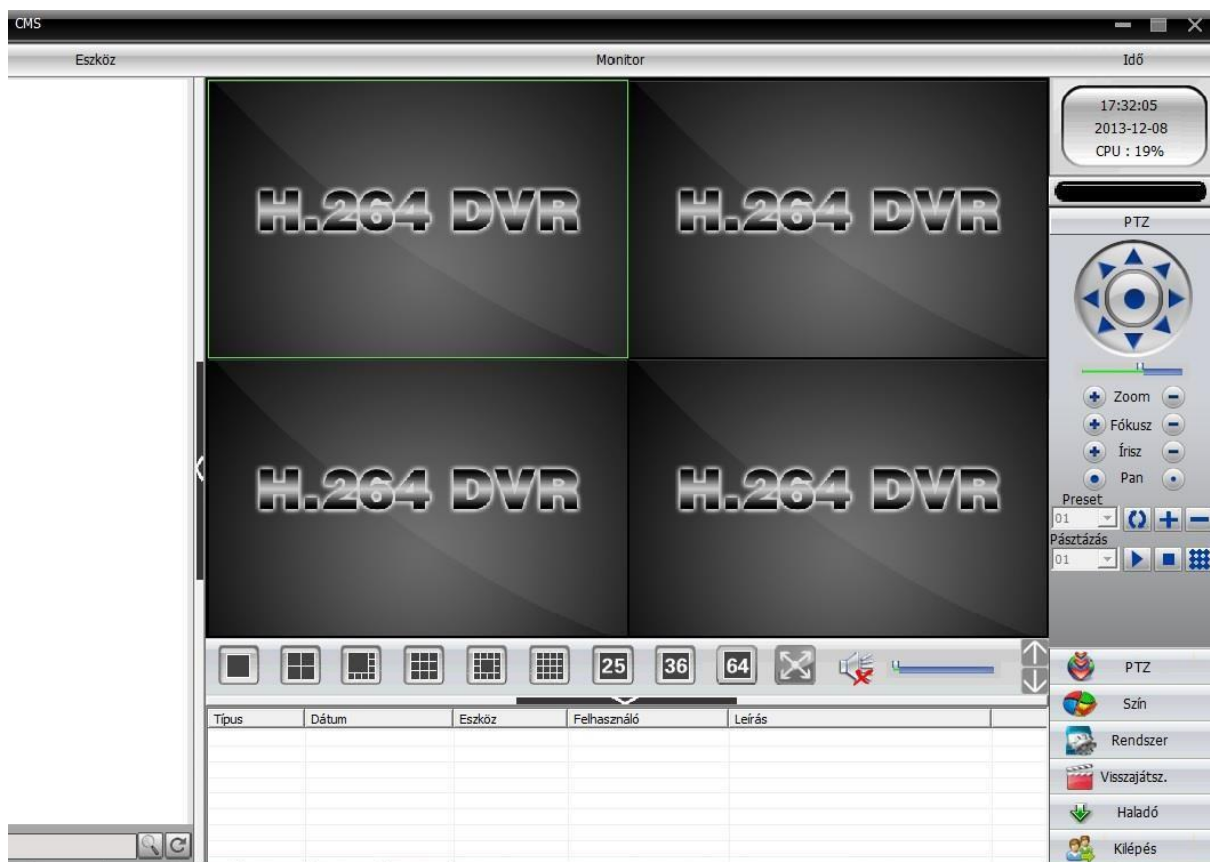 CMS
Eszköz
Monitor
Idő
17:32:05
2013-12-08
CPU : 19%
H.264 DVR
H.264 DVR
H.264 DVR
H.264 DVR
PTZ
Zoom
Fókusz
Írisz
Pan
Preset
01
Pásztázás
01
25
36
64
Típus
Dátum
Eszköz
Felhasználó
Leírás
PTZ
Szín
Rendszer
Visszajátsz.
Haladó
Kilépés